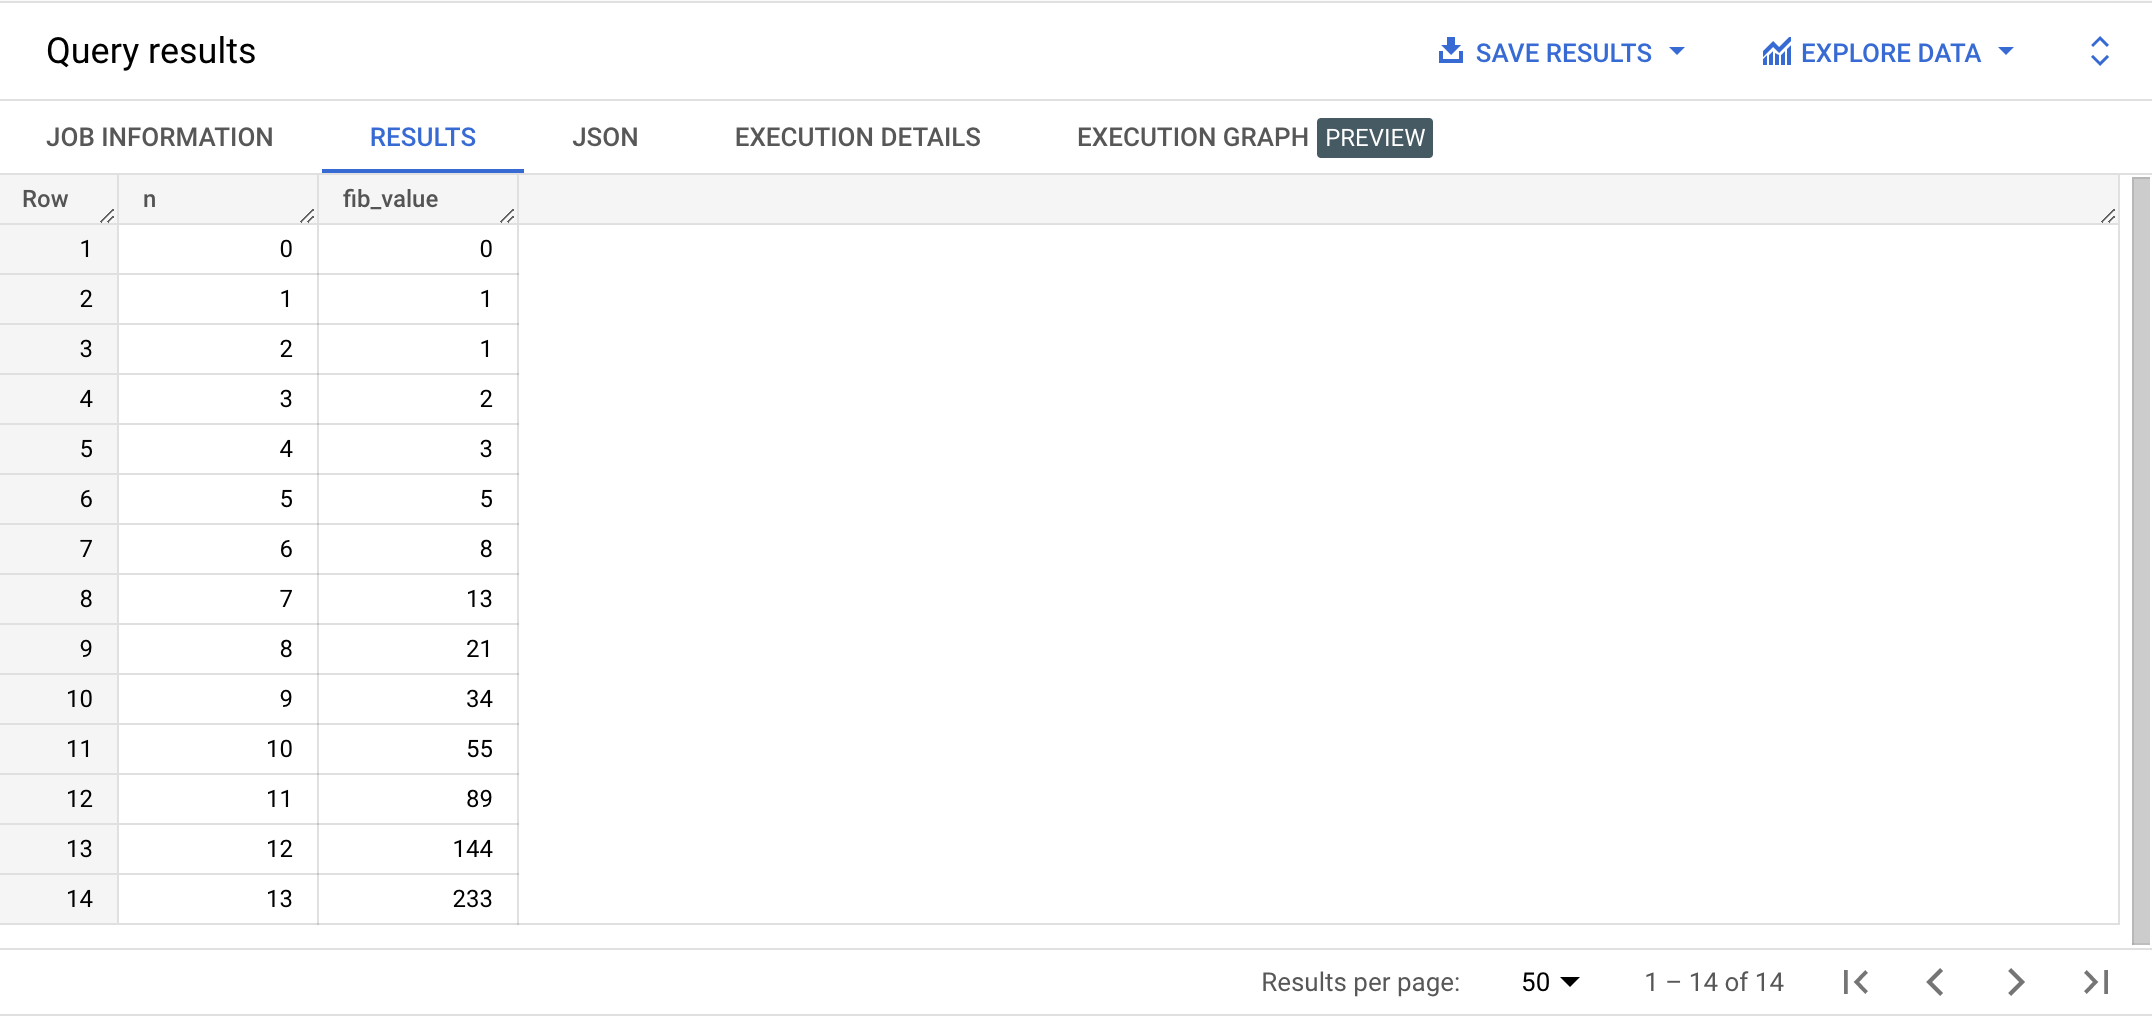 Query results SAVE RESULTS EXPLORE DATA
JOB INFORMATION RESULTS JSON EXECUTION DETAILS EXECUTION GRAPH PREVIEW
Row n fib_value
1 0 0
2 1 1
3 2 1
4 3 2
5 4 3
6 5 5
7 6 8
8 7 13
9 8 21
10 9 34
11 10 55
12 11 89
13 12 144
14 13 233
Results per page: 50 1 – 14 of 14